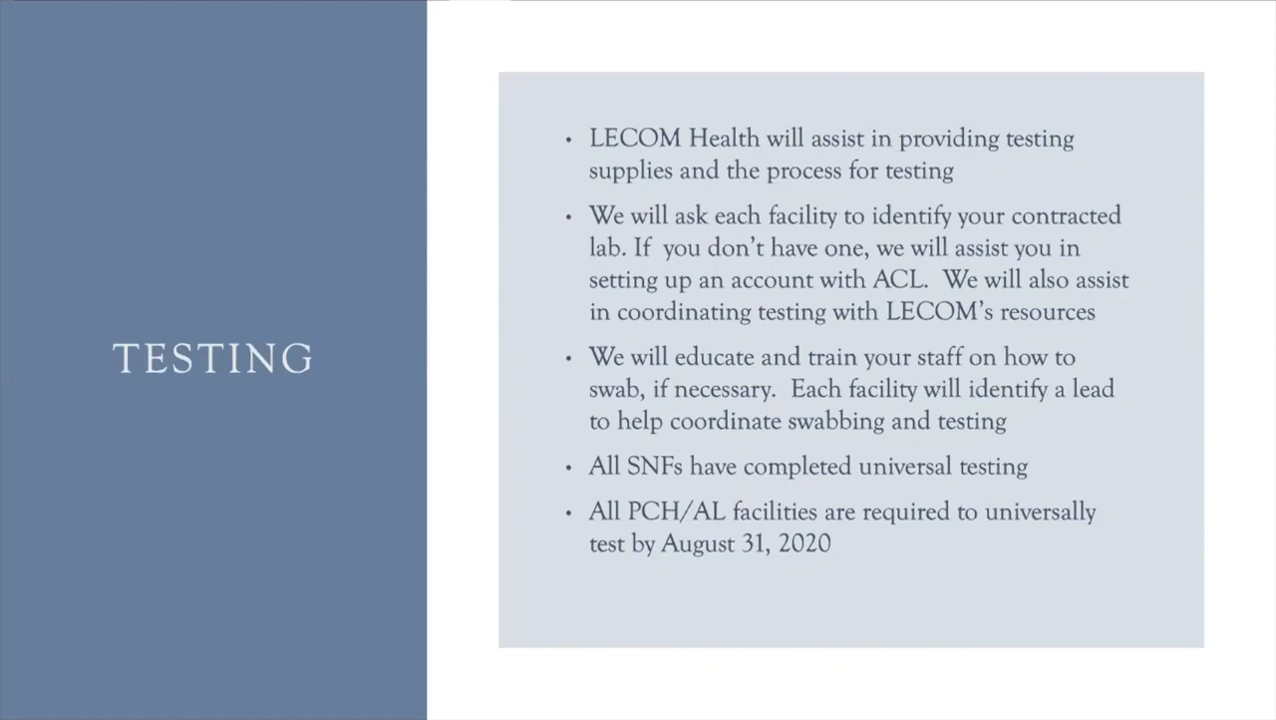 TESTING
• LECOM Health will assist in providing testing
supplies and the process for testing
• We will ask each facility to identify your contracted
lab. If  you don't have one, we will assist you in
setting up an account with ACL.  We will also assist
in coordinating testing with LECOM's resources
• We will educate and train your staff on how to
swab, if necessary.  Each facility will identify a lead
to help coordinate swabbing and testing
• All SNFs have completed universal testing
• All PCH/AL facilities are required to universally
test by August 31, 2020